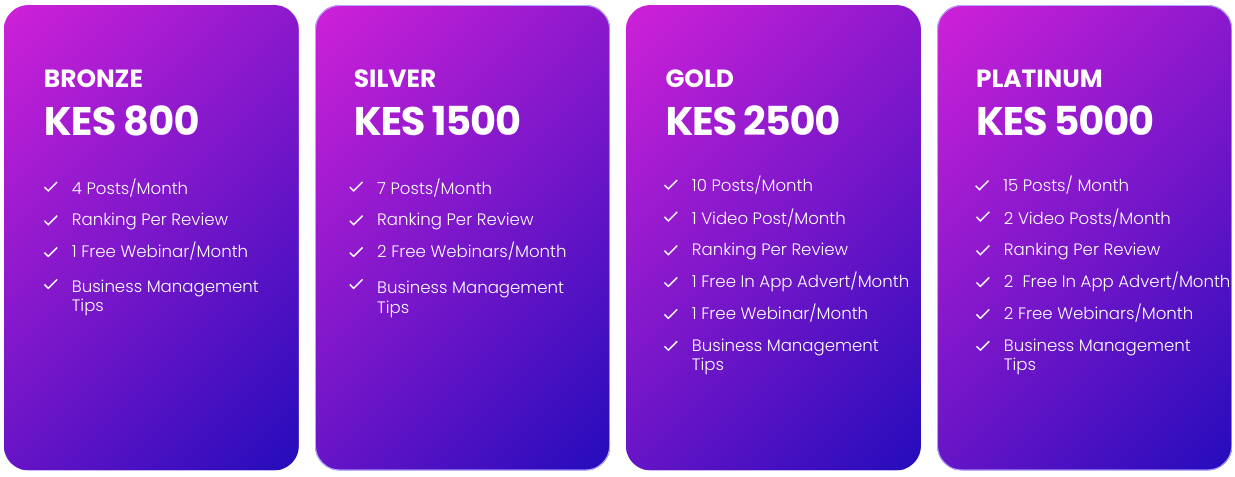 BRONZE
KES 800
4 Posts/Month
Ranking Per Review
1 Free Webinar/Month
Business Management
Tips
SILVER
KES 1500
7 Posts/Month
Ranking Per Review
2 Free Webinars/Month
Business Management
Tips
GOLD
KES 2500
10 Posts/Month
1 Video Post/Month
Ranking Per Review
1 Free In App Advert/Month
1 Free Webinar/Month
Business Management
Tips
PLATINUM
KES 5000
15 Posts/ Month
2 Video Posts/Month
Ranking Per Review
2  Free In App Advert/Month
2 Free Webinars/Month
Business Management
Tips